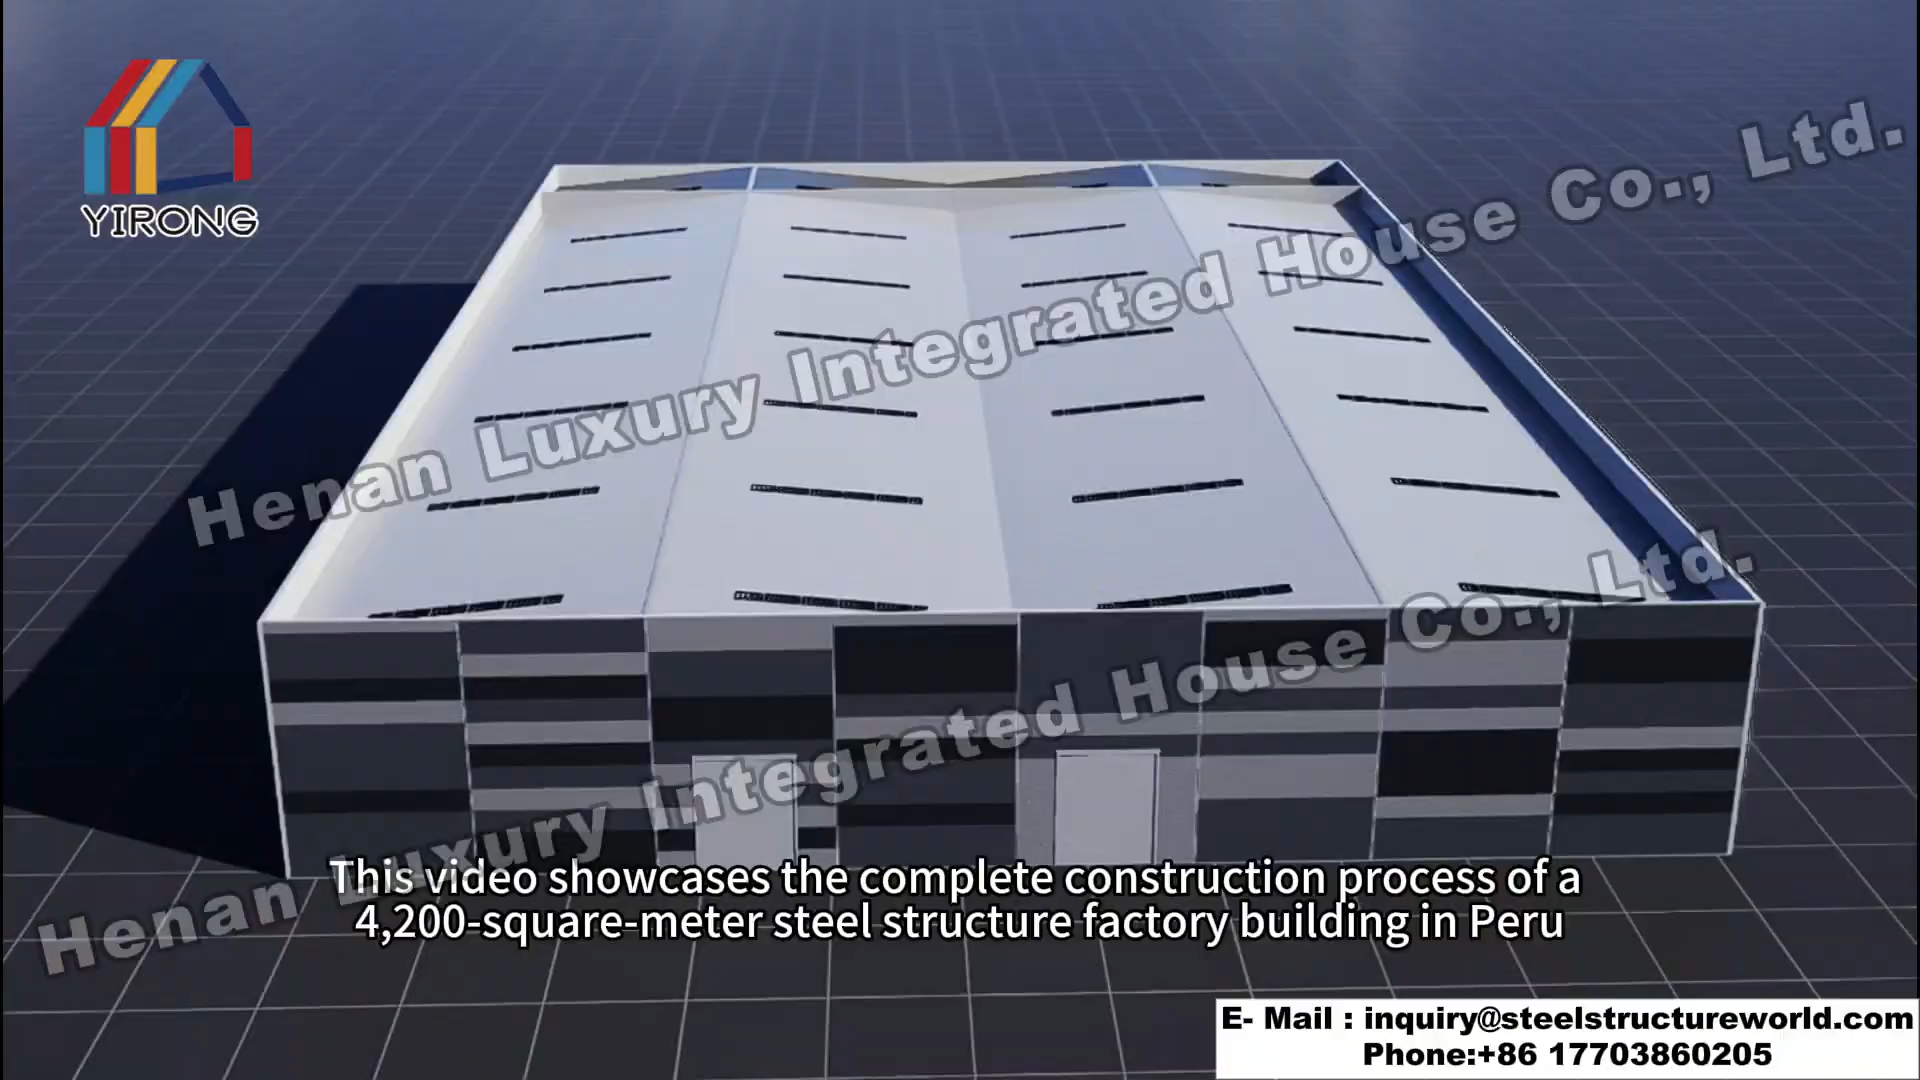 YIRONG
Henan Luxury Integrated House Co., Ltd.
Henan Luxury Integrated House Co., Ltd.
This video showcases the complete construction process of a
4,200-square-meter steel structure factory building in Peru
E- Mail : inquiry@steelstructureworld.com
Phone:+86 17703860205